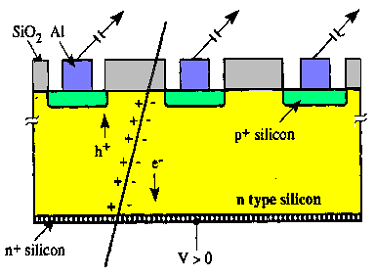 SiO₂ Al
p⁺ silicon
h⁺
e⁻
n type silicon
n⁺ silicon
V > 0